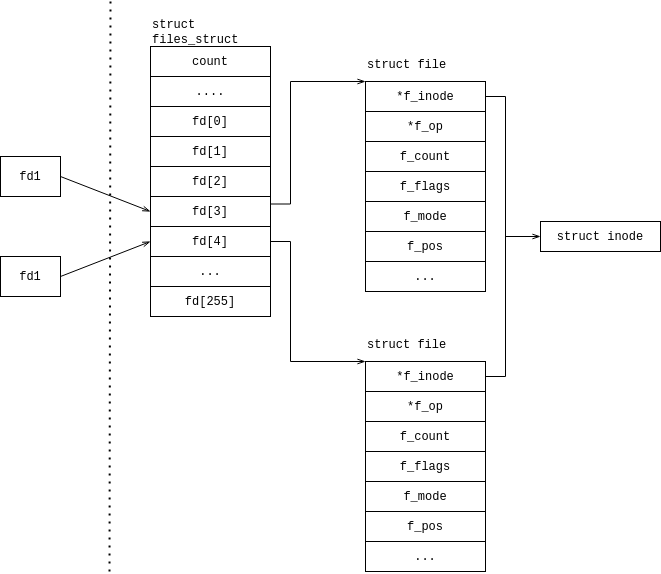 fd1
fd1
struct
files_struct
count
....
fd[0]
fd[1]
fd[2]
fd[3]
fd[4]
...
fd[255]
struct file
*f_inode
*f_op
f_count
f_flags
f_mode
f_pos
...
struct file
*f_inode
*f_op
f_count
f_flags
f_mode
f_pos
...
struct inode